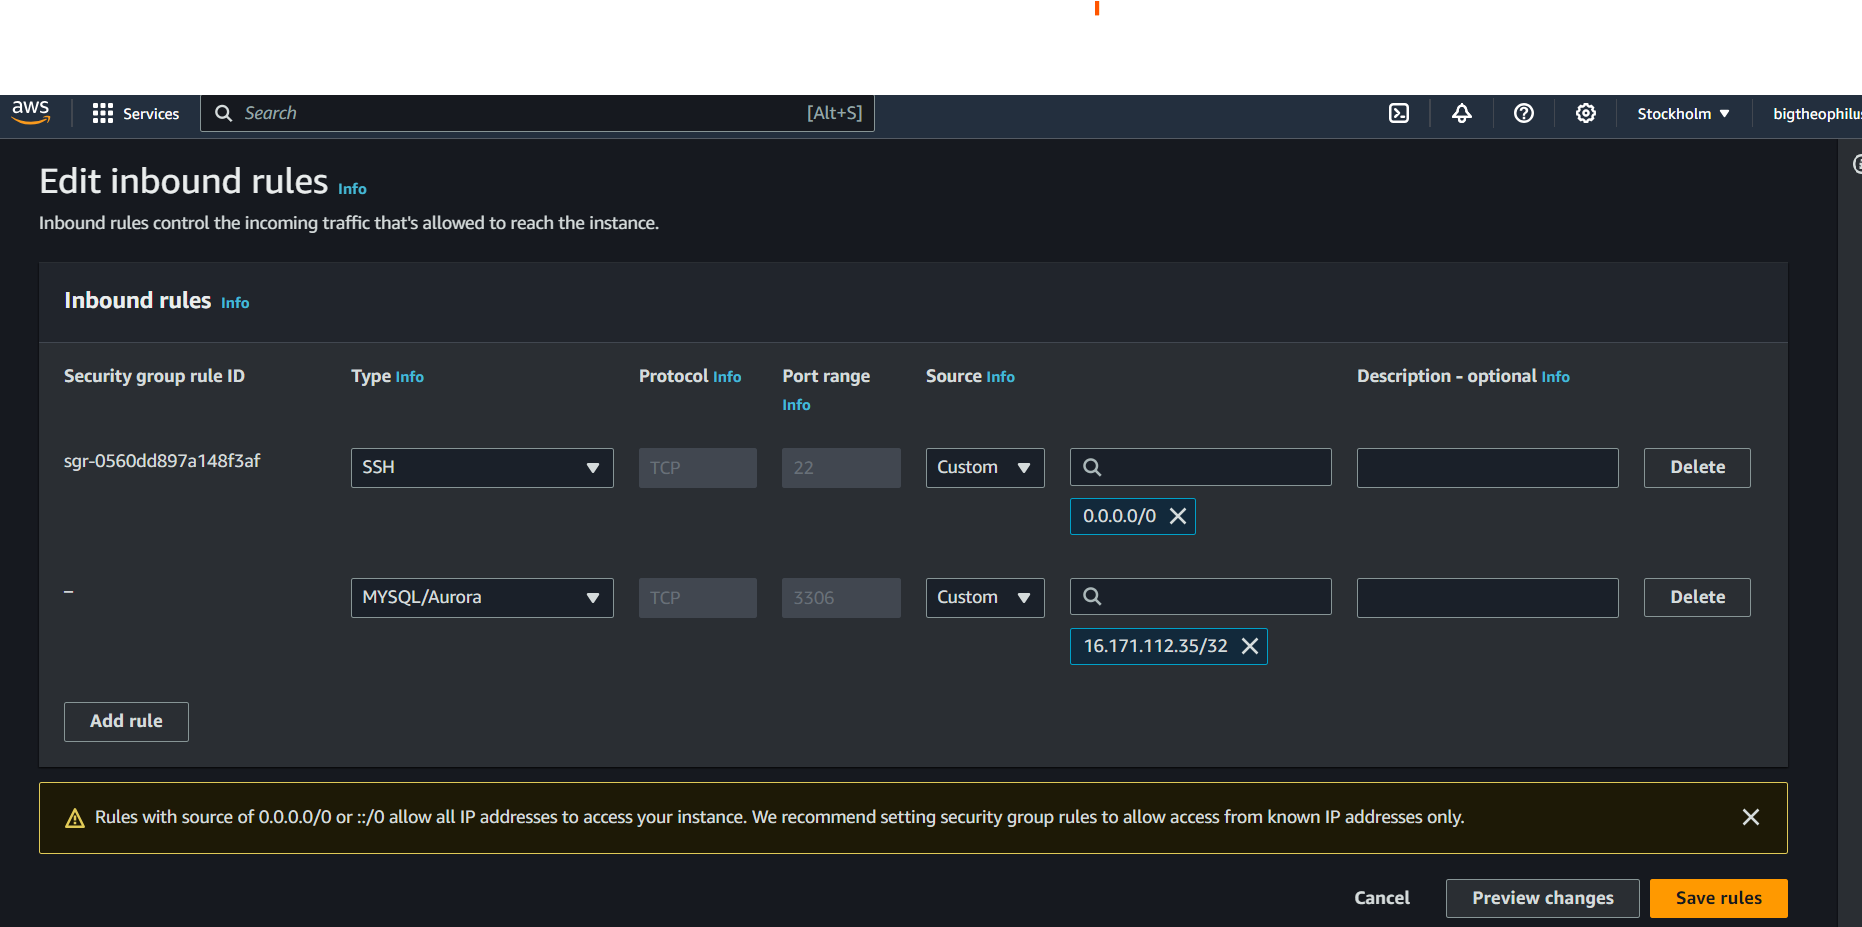 aws
Services
Search
[Alt+S]
Stockholm
bigtheophilu
Edit inbound rules Info
Inbound rules control the incoming traffic that's allowed to reach the instance.
Inbound rules Info
Security group rule ID
Type Info
Protocol Info
Port range
Info
Source Info
Description - optional Info
sgr-0560dd897a148f3af
SSH
TCP
22
Custom
Delete
0.0.0.0/0
–
MYSQL/Aurora
TCP
3306
Custom
Delete
16.171.112.35/32
Add rule
Rules with source of 0.0.0.0/0 or ::/0 allow all IP addresses to access your instance. We recommend setting security group rules to allow access from known IP addresses only.
Cancel
Preview changes
Save rules